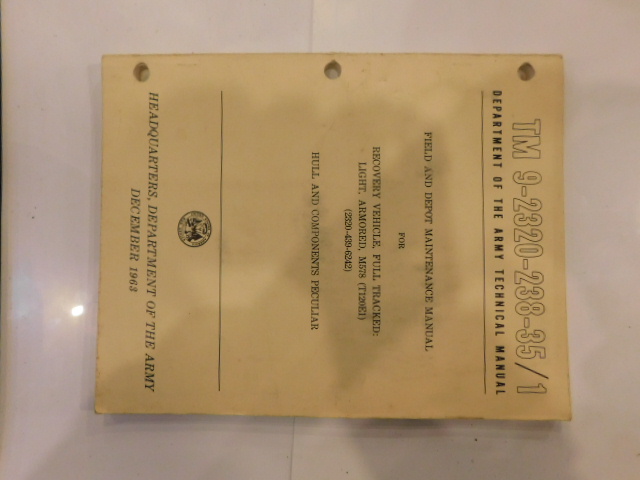 TM 9-2320-238-35/1
DEPARTMENT OF THE ARMY TECHNICAL MANUAL
FIELD AND DEPOT MAINTENANCE MANUAL
FOR
RECOVERY VEHICLE, FULL TRACKED:
LIGHT, ARMORED, M578 (T120E1)
(2320-439-6242)
HULL AND COMPONENTS PECULIAR
HEADQUARTERS, DEPARTMENT OF THE ARMY
DECEMBER 1963